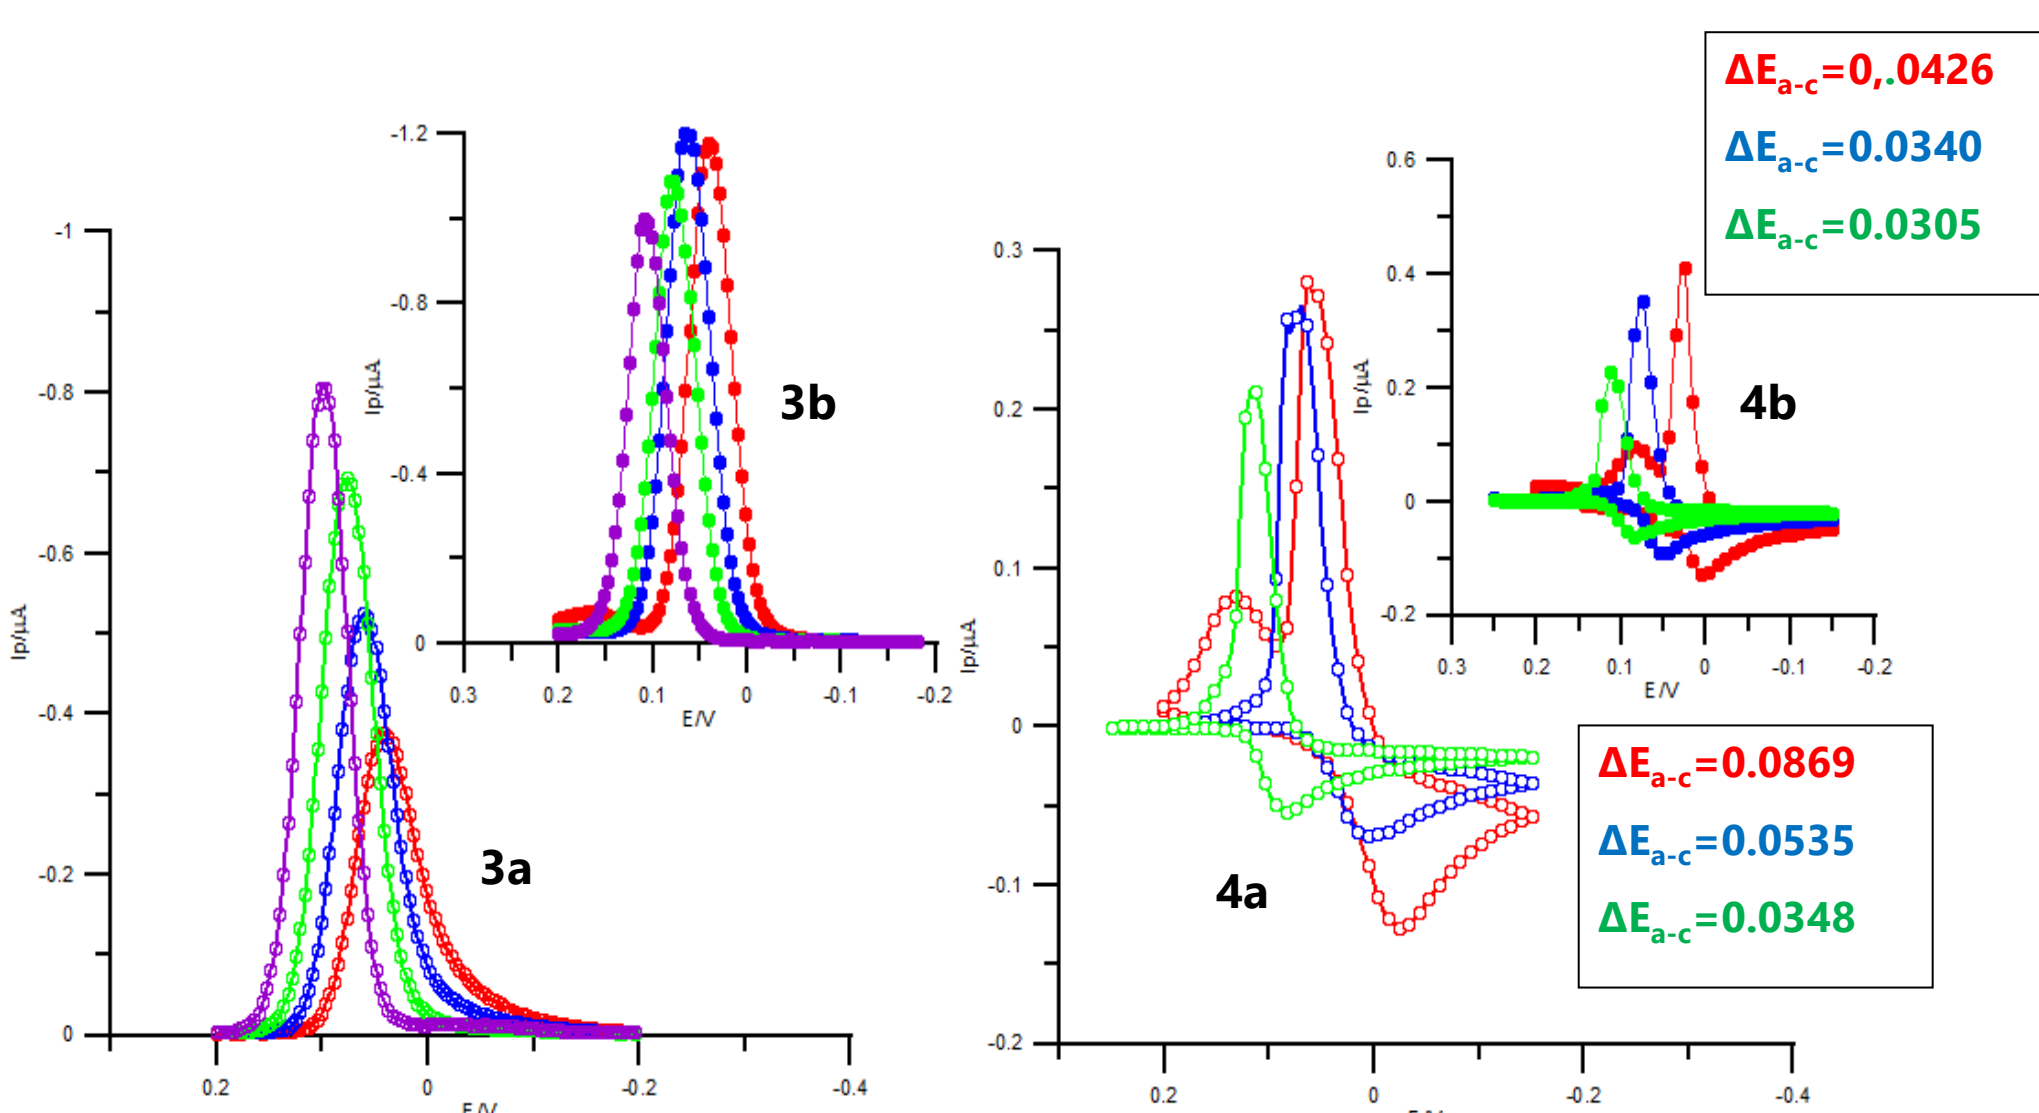 -1
-0.8
-0.6
-0.4
-0.2
0
Ip/µA
0.2
0
-0.2
-0.4
3a
-1.2
-0.8
-0.4
0
Ip/µA
0.3
0.2
0.1
0
-0.1
-0.2
E/V
3b
0.3
0.2
0.1
0
-0.1
-0.2
Ip/µA
0.2
0
-0.2
-0.4
4a
0.6
0.4
0.2
0
-0.2
Ip/µA
0.3
0.2
0.1
0
-0.1
-0.2
E/V
4b
ΔEa-c=0,.0426
ΔEa-c=0.0340
ΔEa-c=0.0305
ΔEa-c=0.0869
ΔEa-c=0.0535
ΔEa-c=0.0348